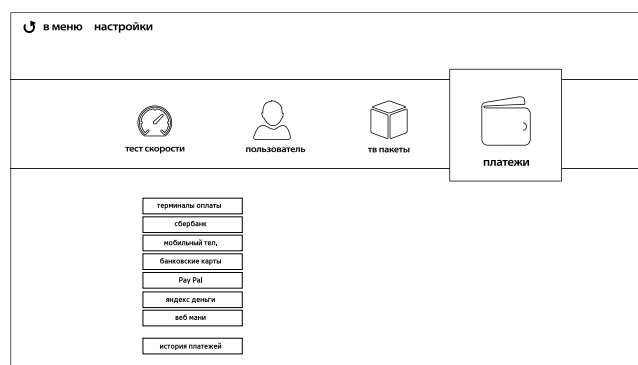 в меню настройки
тест скорости
пользователь
тв пакеты
платежи
терминалы оплаты
сбербанк
мобильный тел,
банковские карты
Pay Pal
яндекс деньги
веб мани
история платежей